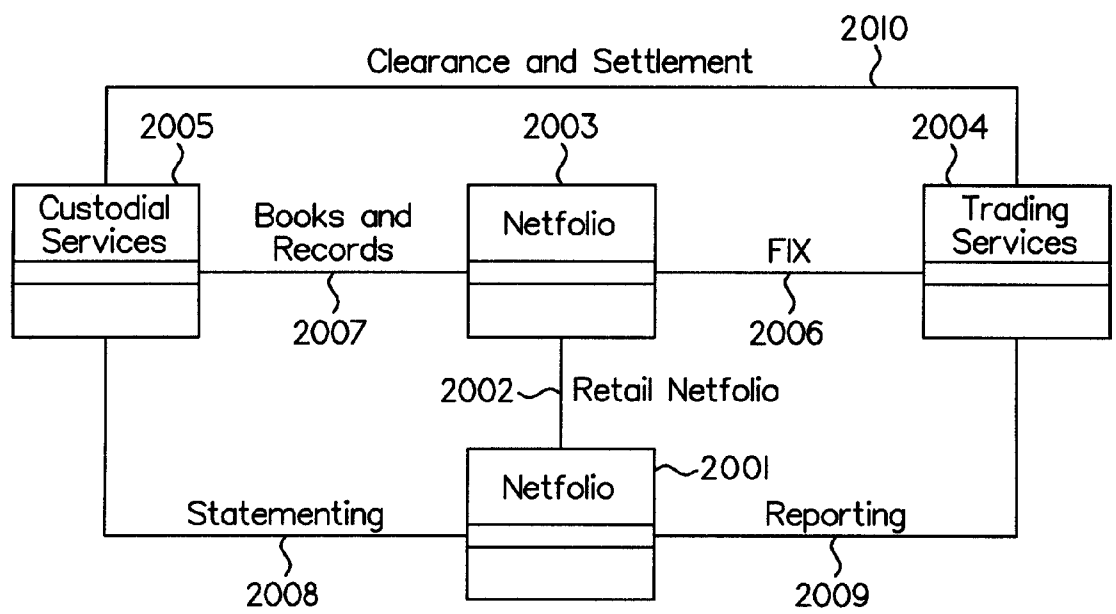 2010
Clearance and Settlement
2005
2003
2004
Custodial
Services
Books and
Records
Netfolio
FIX
Trading
Services
2007
2006
2002
Retail Netfolio
Netfolio
2001
Statementing
Reporting
2008
2009